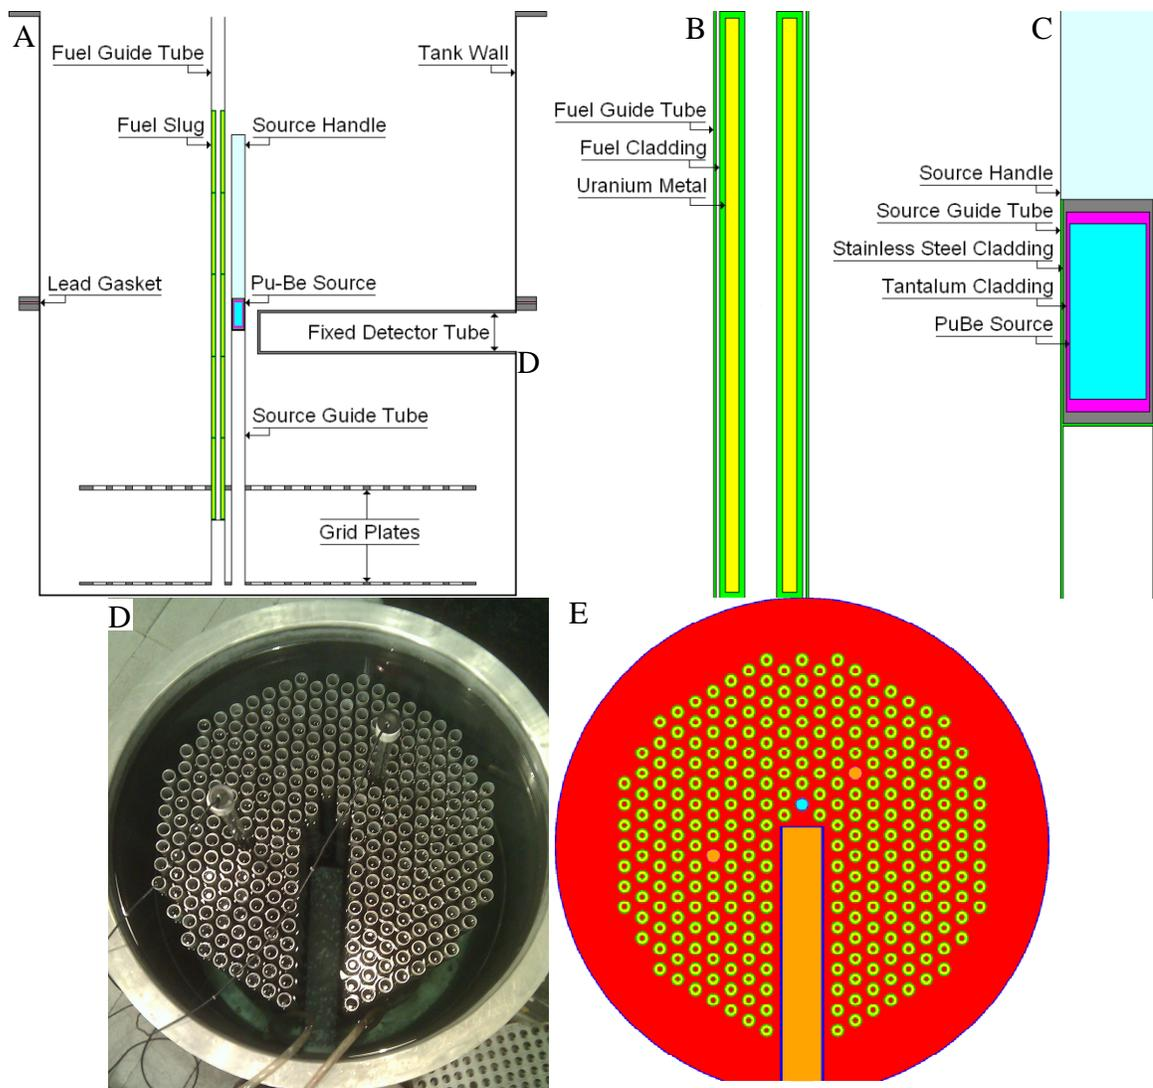 A
Fuel Guide Tube
Tank Wall
Fuel Slug
Source Handle
Lead Gasket
Pu-Be Source
Fixed Detector Tube
D
Source Guide Tube
Grid Plates
B
Fuel Guide Tube
Fuel Cladding
Uranium Metal
C
Source Handle
Source Guide Tube
Stainless Steel Cladding
Tantalum Cladding
PuBe Source
D
E